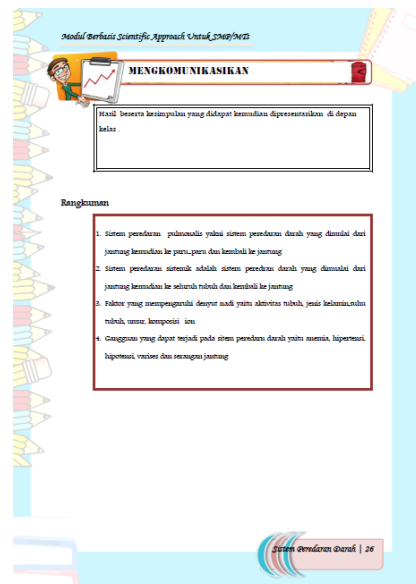 Modul Berbasis Scientific Approach Untuk SMP/MTs
MENGKOMUNIKASIKAN
Hasil beserta kesimpulan yang didapat kemudian dipresentasikan di depan
kelas .
Rangkuman
1. Sistem peredaran pulmonalis yakni sistem peredaran darah yang dimulai dari
jantung kemudian ke paru_paru dan kembali ke jantung
2. Sistem peredaran sistemik adalah sistem peredran darah yang dimualai dari
jantung kemudian ke seluruh tubuh dan kembali ke jantung
3. Faktor yang mempengaruhi denyut nadi yaitu aktivitas tubuh, jenis kelamin,suhu
tubuh, umur, komposisi ion
4. Gangguan yang dapat terjadi pada sitem peredarn darah yaitu anemia, hipertensi,
hipotensi, varises dan serangan jantung
Sistem Peredaran Darah | 26